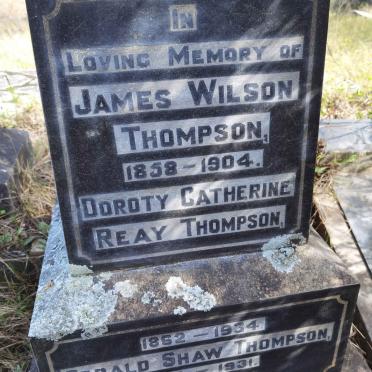 IN
LOVING MEMORY OF
JAMES WILSON
THOMPSON,
1858-1904.
DOROTY CATHERINE
REAY THOMPSON,
1862-1934.
SHAW THOMPSON,
1931.